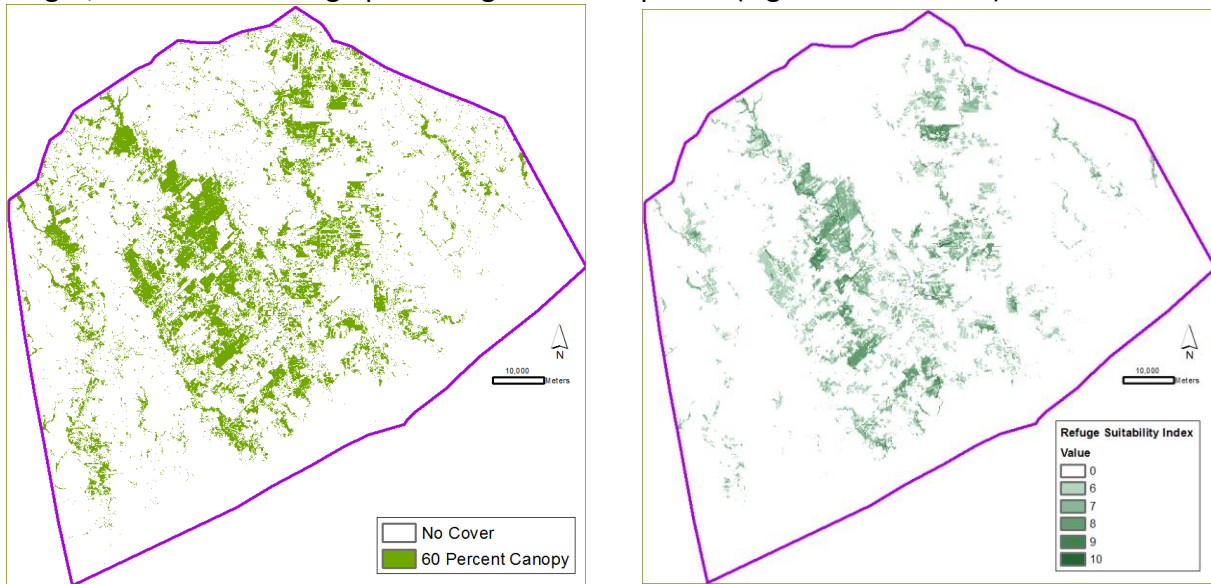 N
10,000
Meters
No Cover
60 Percent Canopy
N
10,000
Meters
Refuge Suitability Index
Value
0
6
7
8
9
10